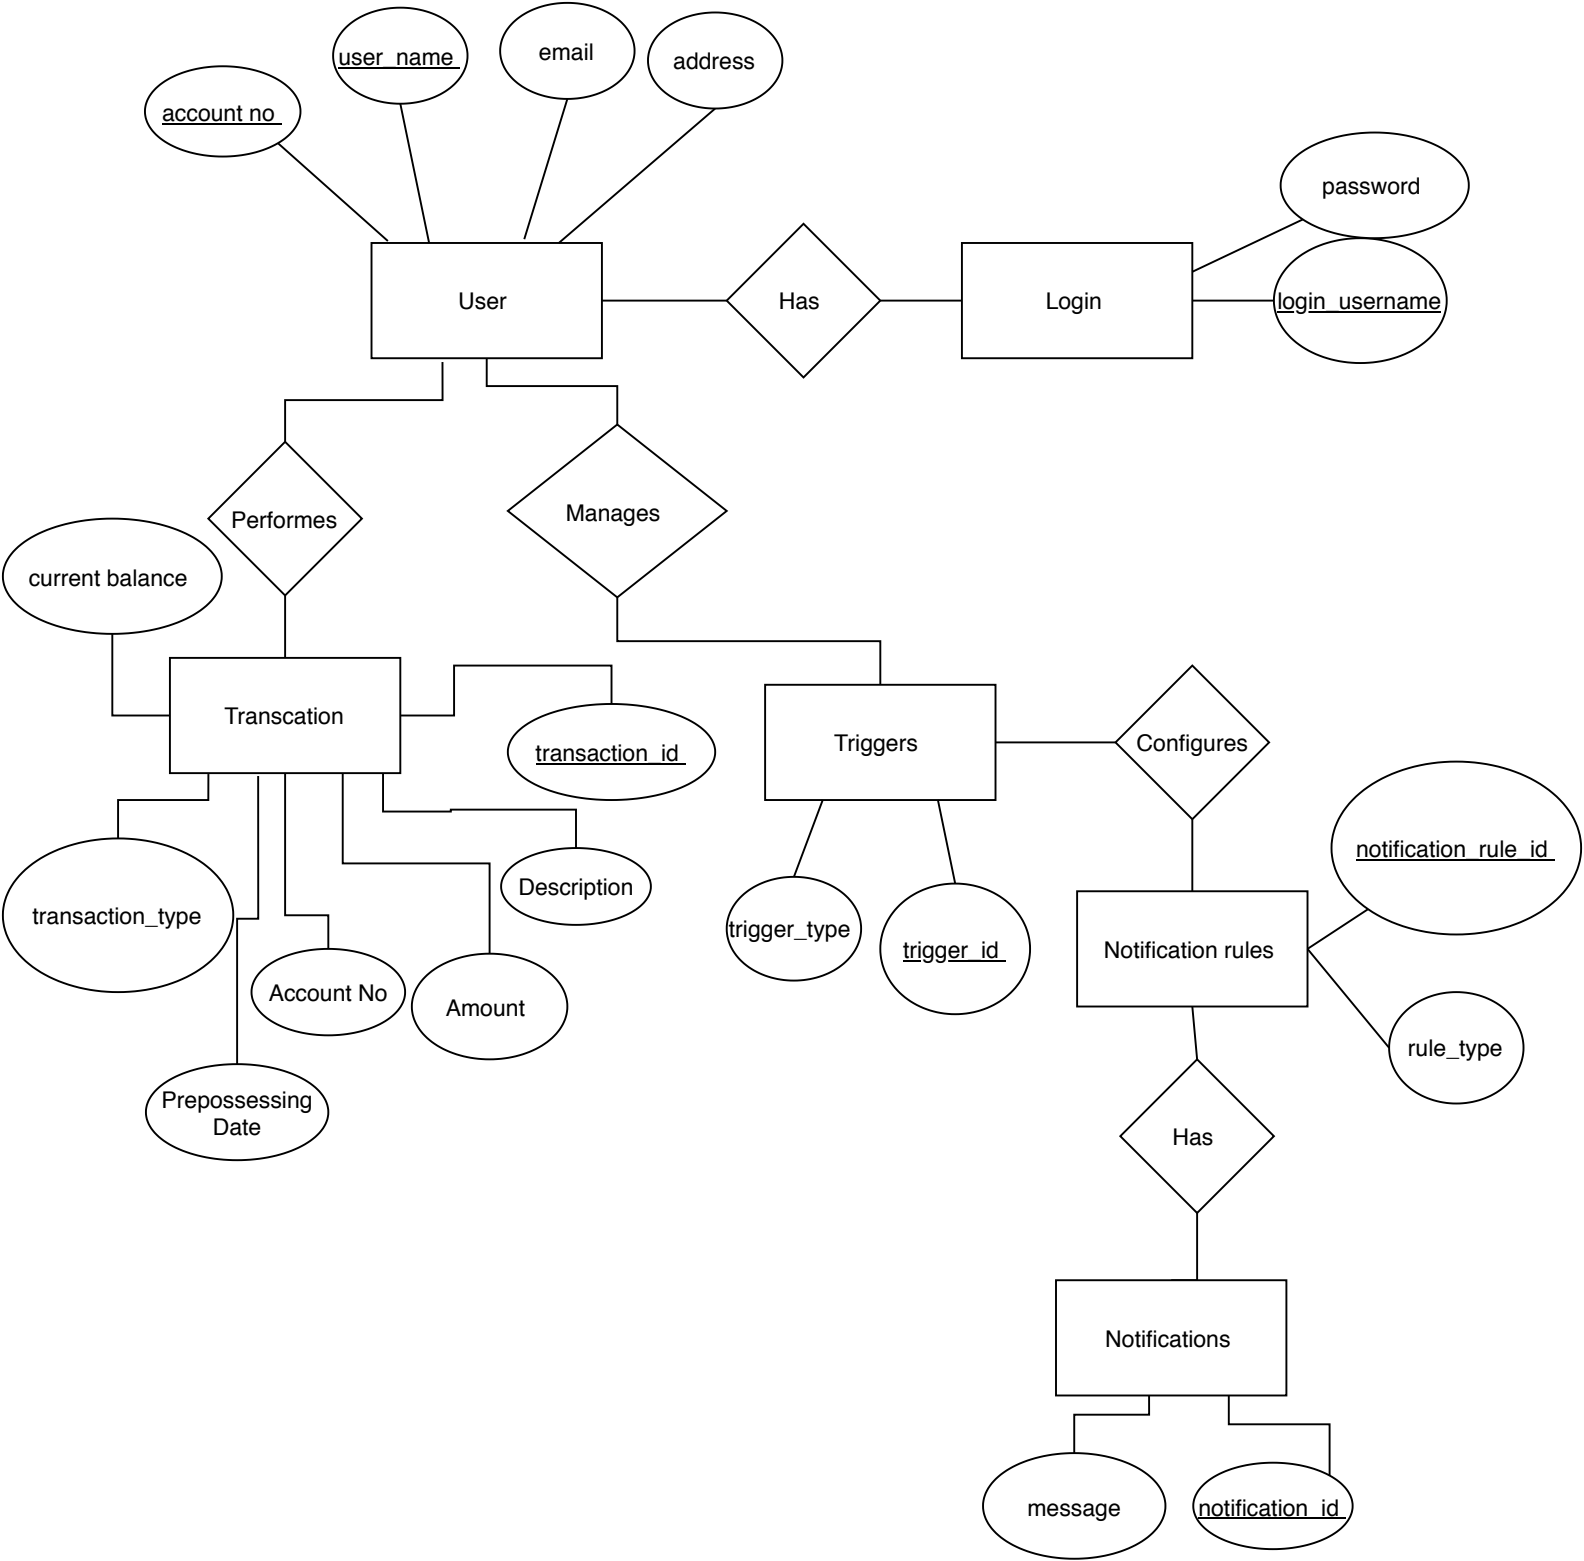 email
user_name
address
account no
password
User
Has
Login
login_username
Manages
Performes
current balance
Transcation
Triggers
Configures
transaction_id
notification_rule_id
Description
transaction_type
trigger_type
trigger_id
Notification rules
Account No
Amount
rule_type
Prepossessing
Date
Has
Notifications
message
notification_id